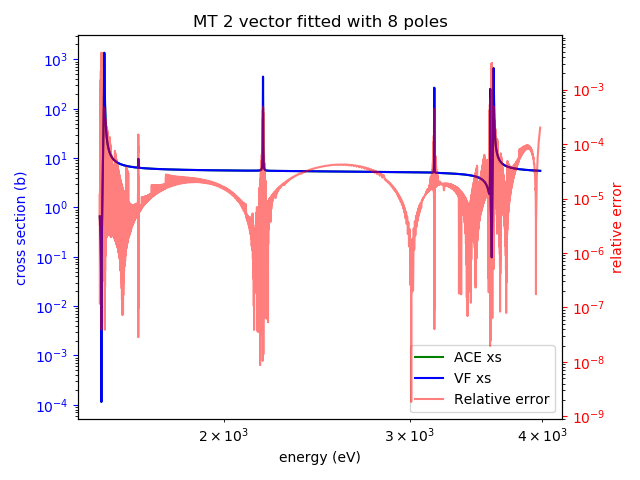 MT 2 vector fitted with 8 poles
cross section (b)
10³
10²
10¹
10⁰
10⁻¹
10⁻²
10⁻³
10⁻⁴
10⁻³
10⁻⁴
10⁻⁵
10⁻⁶
10⁻⁷
10⁻⁸
10⁻⁹
relative error
ACE xs
VF xs
Relative error
2 × 10³
3 × 10³
4 × 10³
energy (eV)